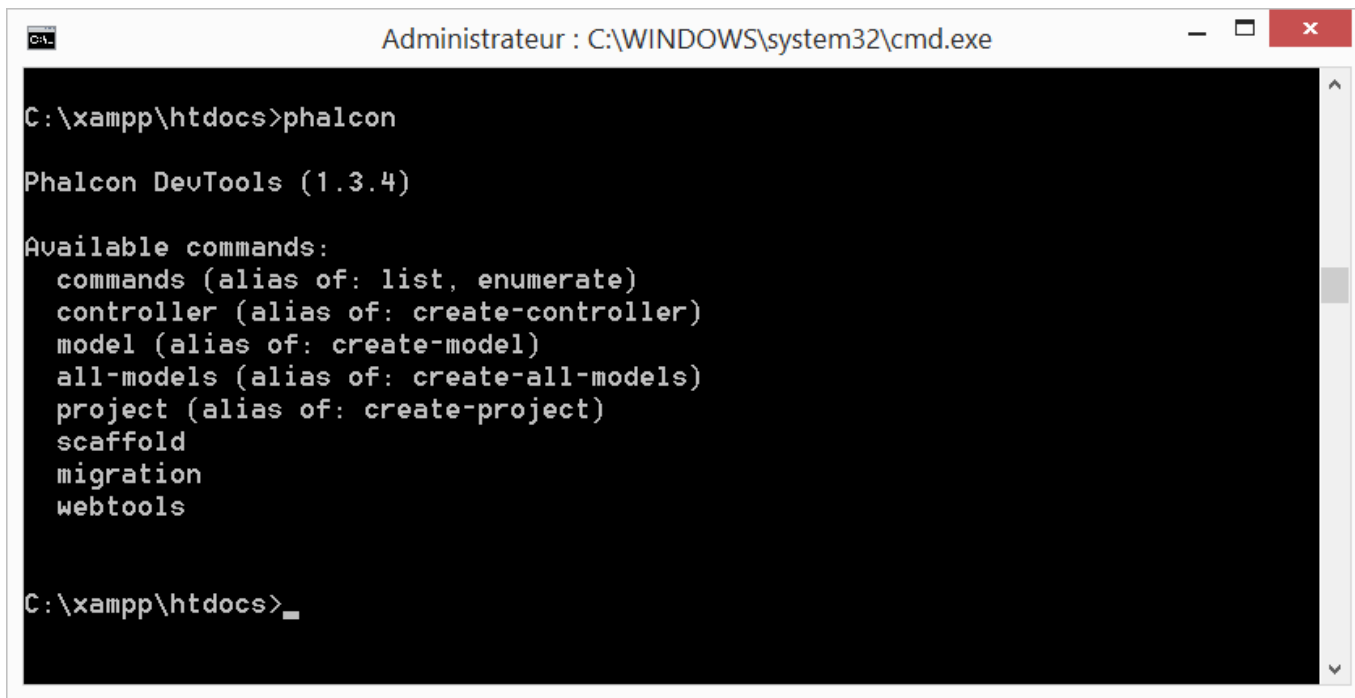 Administrateur : C:\WINDOWS\system32\cmd.exe
C:\xampp\htdocs>phalcon
Phalcon DevTools (1.3.4)
Available commands:
commands (alias of: list, enumerate)
controller (alias of: create-controller)
model (alias of: create-model)
all-models (alias of: create-all-models)
project (alias of: create-project)
scaffold
migration
webtools
C:\xampp\htdocs>_